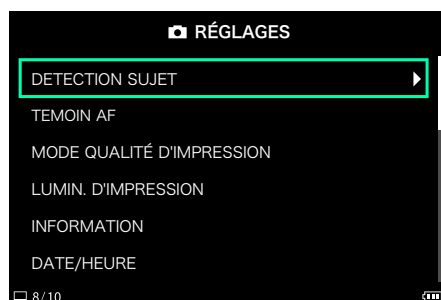 RÉGLAGES
DETECTION SUJET
TEMOIN AF
MODE QUALITÉ D'IMPRESSION
LUMIN. D'IMPRESSION
INFORMATION
DATE/HEURE
8/10